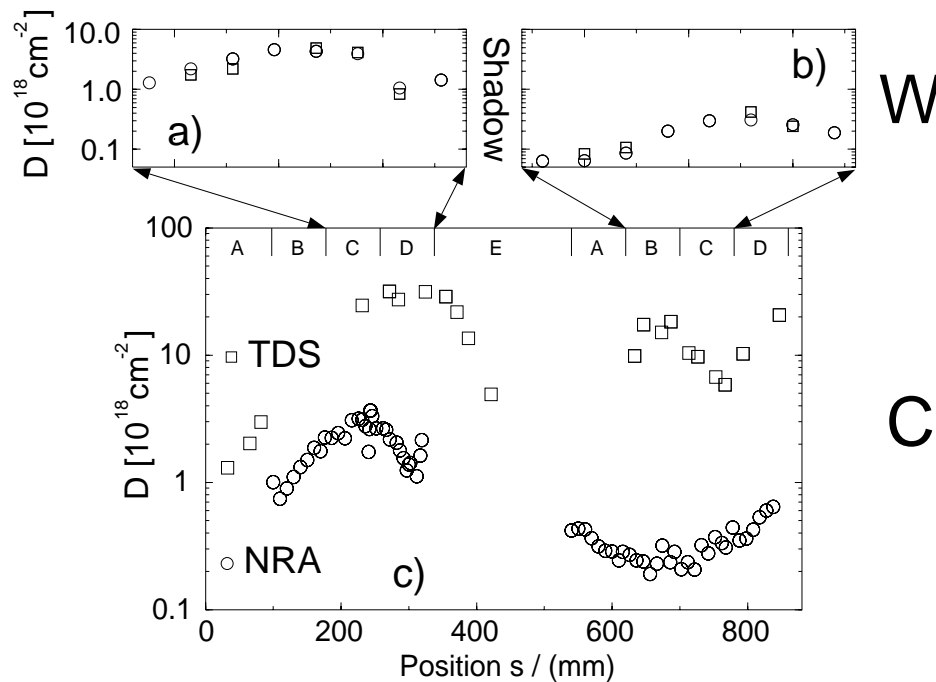 10.0
1.0
0.1
D [10^18 cm^-2]
a)
Shadow
b)
W
100
10
1
0.1
D [10^18 cm^-2]
A B C D E A B C D
TDS
NRA
c)
C
0 200 400 600 800
Position s / (mm)